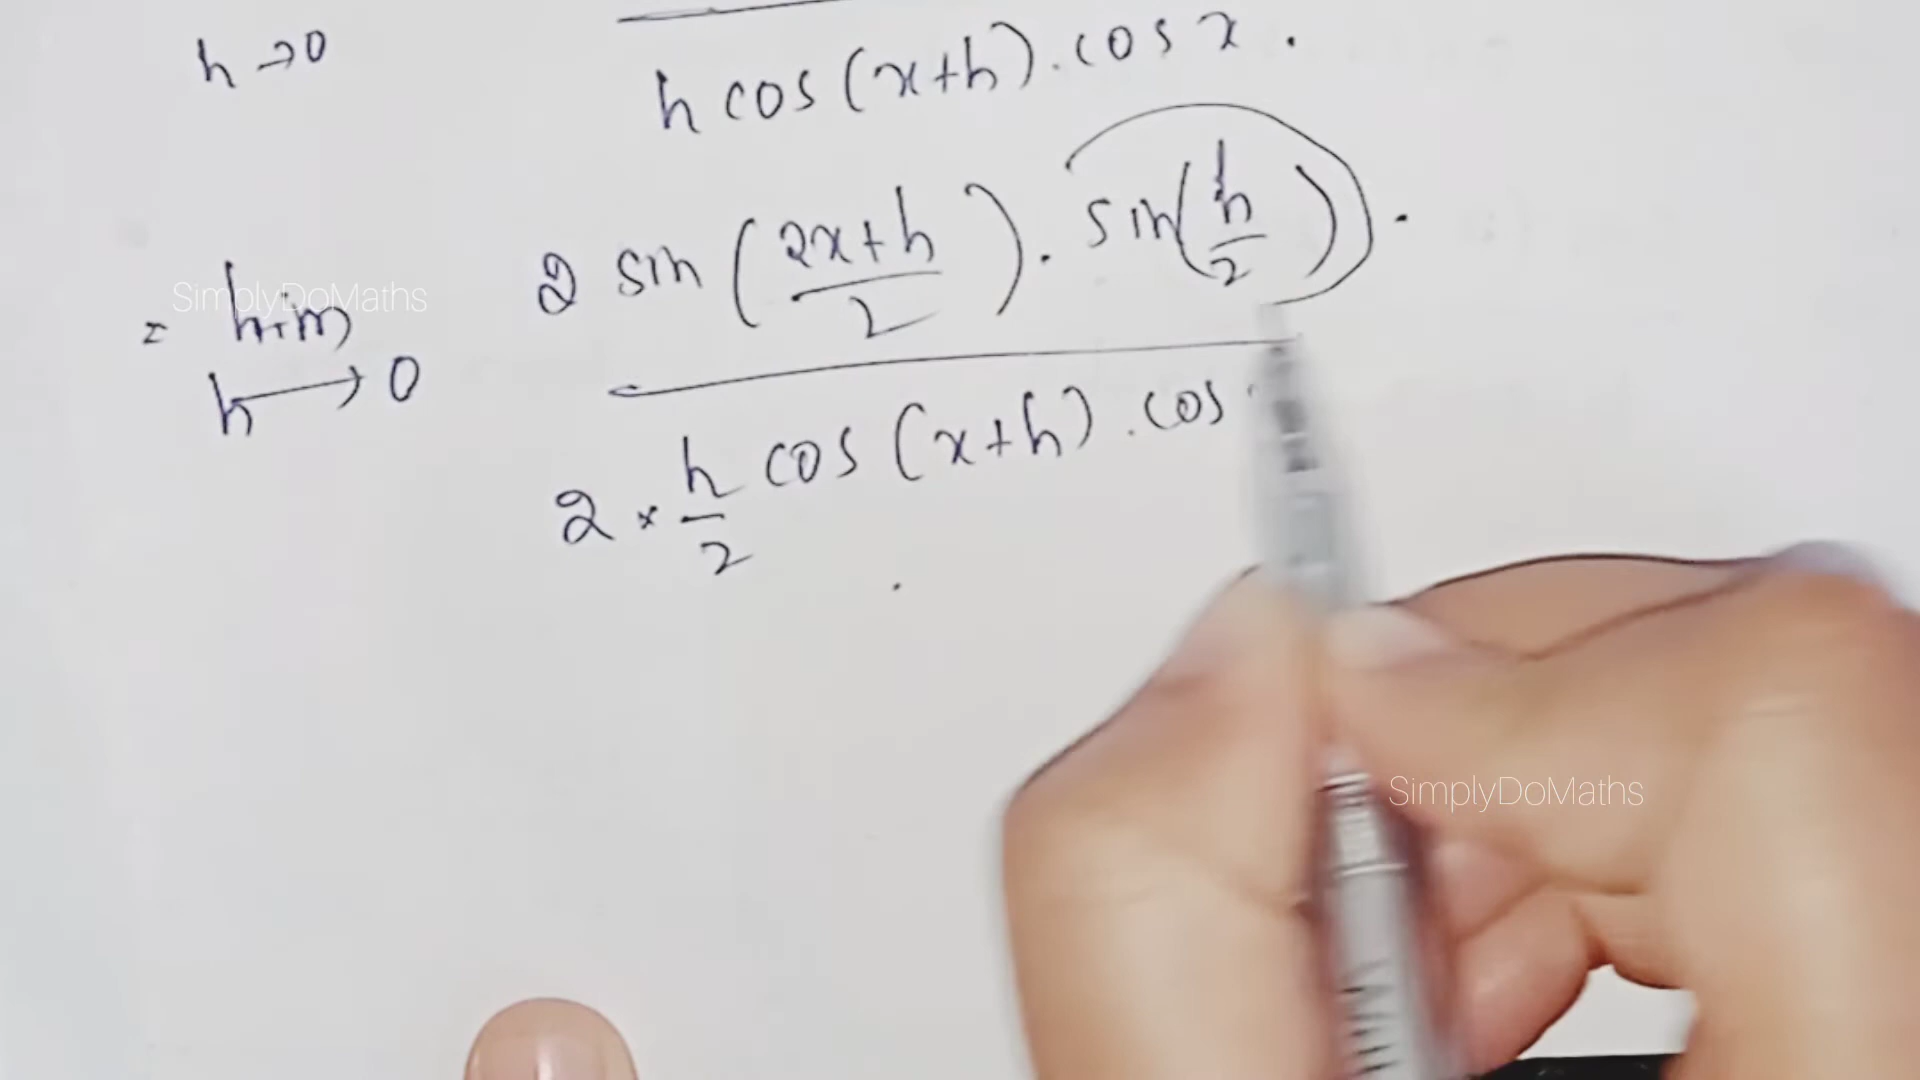 h→0
h cos(x+h).cos x.
= lim 2 sin((2x+h)/2).sin(h/2).
h→0
2 × h/2 cos(x+h).cos
SimplyDoMaths
SimplyDoMaths